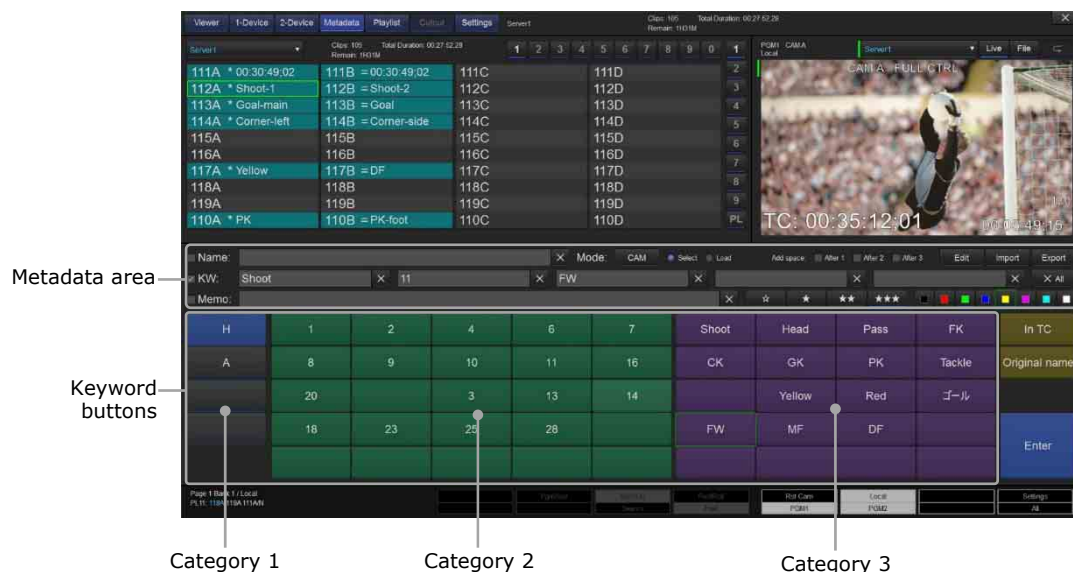 Viewer 1-Device 2-Device Metadata Playlist Cutout Settings Server1 Clips: 105 Total Duration: 00:27:52;29
Remain: 1H31M
Server1 Clips: 105 Total Duration: 00:27:52;29 1 2 3 4 5 6 7 8 9 0 1 PGM1 CAM A Server1 Live File
Remain: 1H31M Local
111A * 00:30:49;02 111B = 00:30:49;02 111C 111D 2 CAM A FULL CTRL
112A * Shoot-1 112B = Shoot-2 112C 112D 3
113A * Goal-main 113B = Goal 113C 113D 4
114A * Corner-left 114B = Corner-side 114C 114D 5
115A 115B 115C 115D 6
116A 116B 116C 116D 7
117A * Yellow 117B = DF 117C 117D
118A 118B 118C 118D 8
119A 119B 119C 119D 9
110A * PK 110B = PK-foot 110C 110D PL TC: 00:35:12;01
Metadata area
Name: Mode: CAM Select Load Add space: After 1 After 2 After 3 Edit Import Export
KW: Shoot 11 FW All
Memo: ☆ ★ ★★ ★★★
Keyword buttons
H 1 2 4 6 7 Shoot Head Pass FK In TC
A 8 9 10 11 16 CK GK PK Tackle Original name
20 3 13 14 Yellow Red ゴール
18 23 25 28 FW MF DF Enter
Page 1 Bank 1 / Local Rst Cam Local Settings
PGM1 PGM2 All
Category 1 Category 2 Category 3